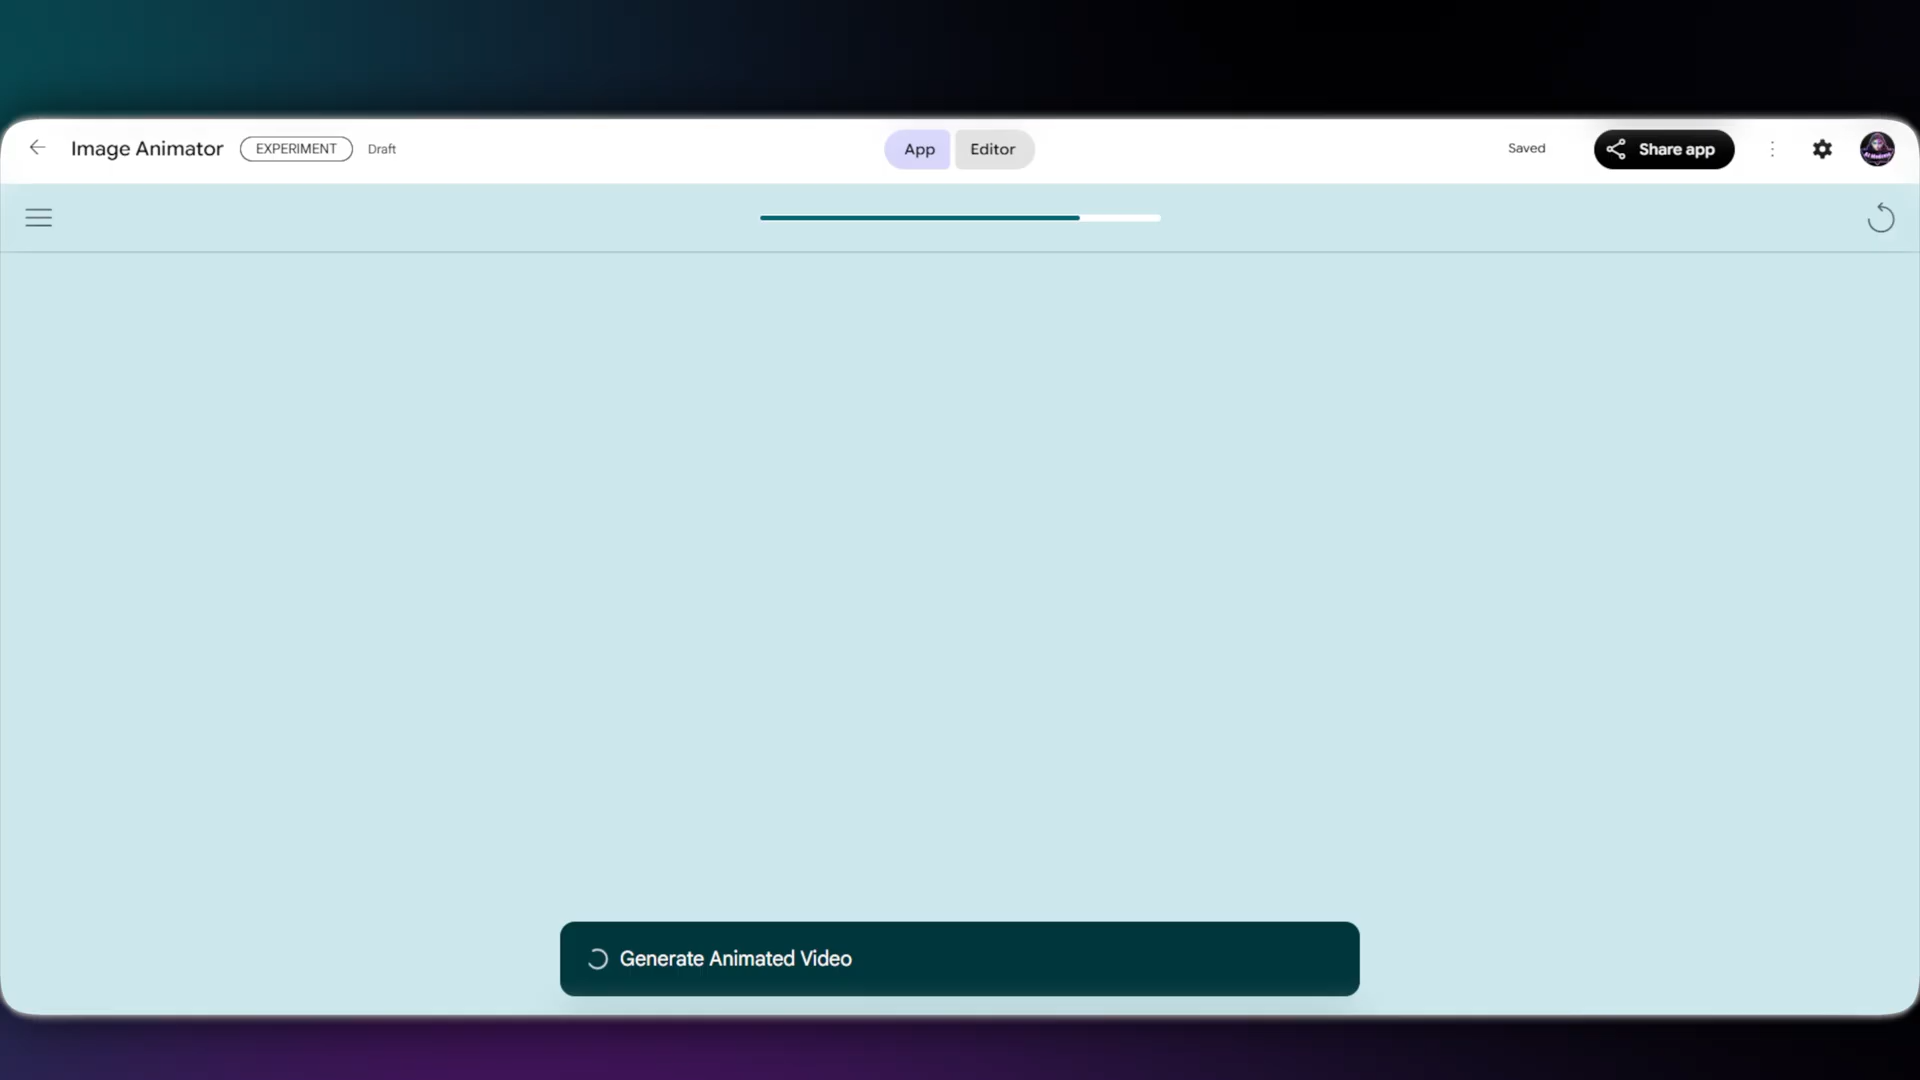 Image Animator EXPERIMENT Draft App Editor Saved Share app
Generate Animated Video